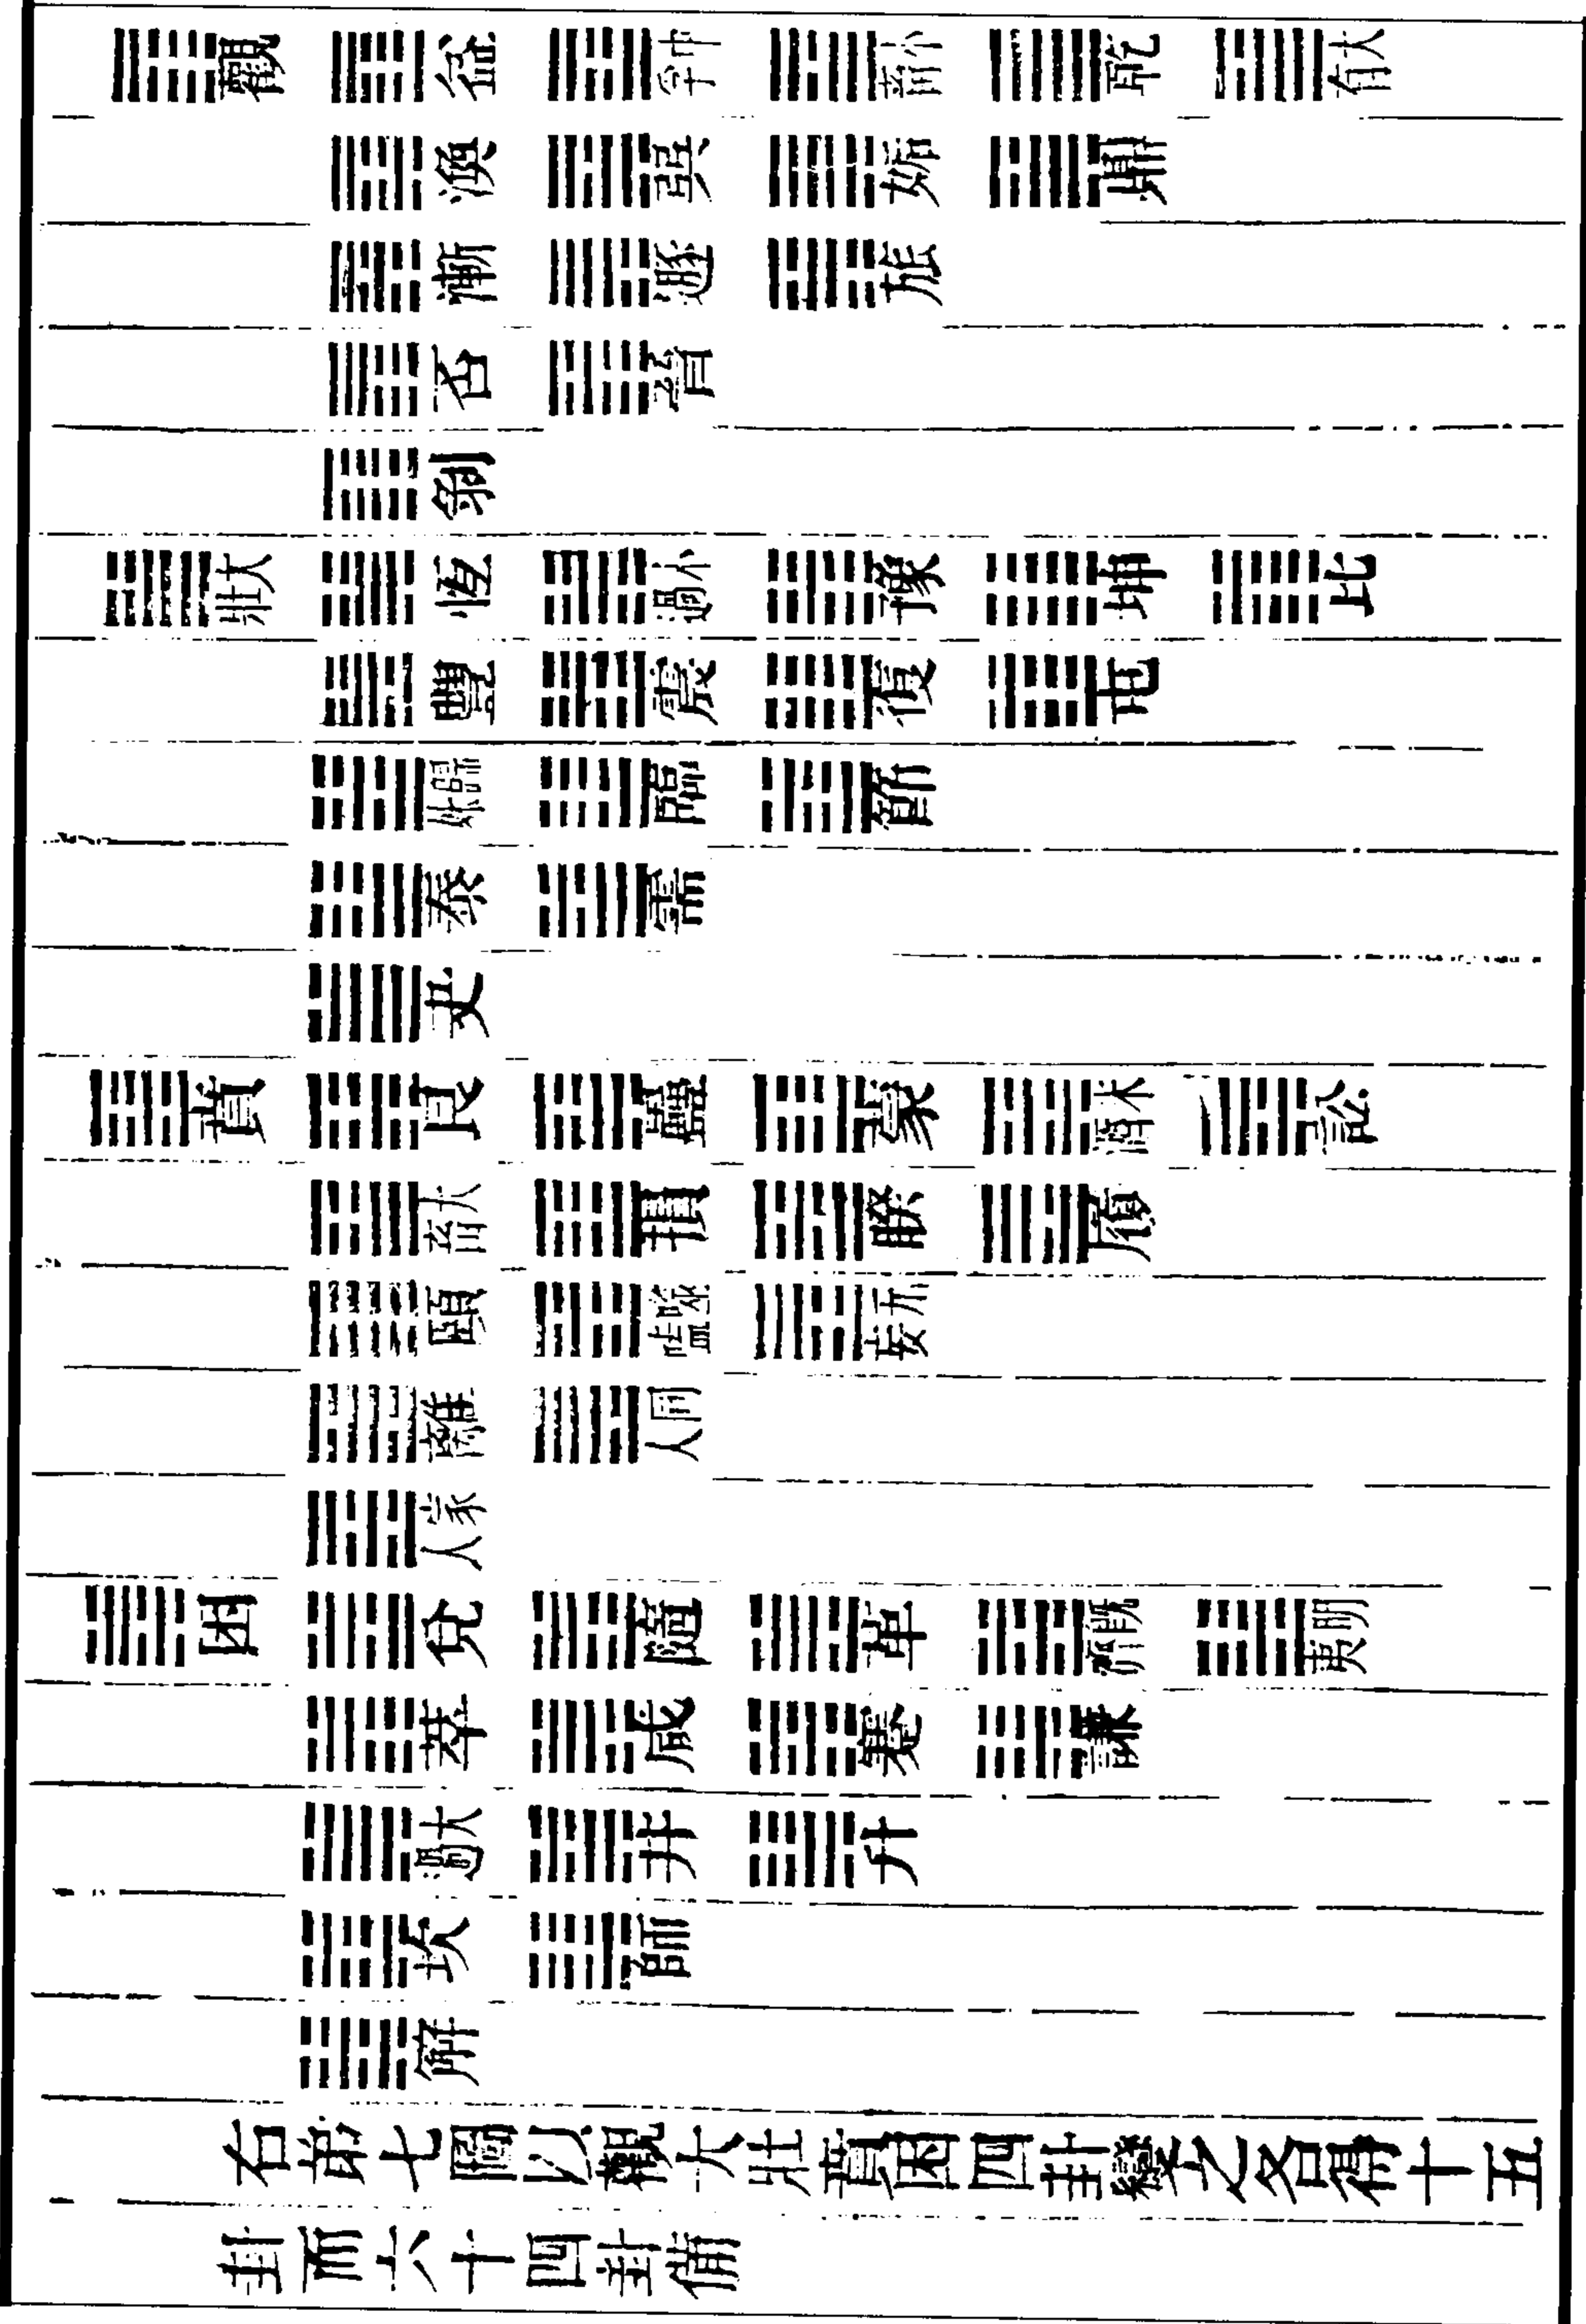 觀 益 中孚 小畜 乾 大有
渙 巽 姤 鼎
漸 遯 旅
否 晉
剝
大壯 恆 小過 豫 坤 比
豐 震 復 屯
歸妹 臨 節
泰 需
夬
賁 艮 蠱 蒙 未濟 訟
大畜 損 睽 履
頤 噬嗑 无妄
離 同人
家人
困 兌 隨 革 既濟 明夷
萃 咸 蹇 謙
大過 井 升
坎 師
解
右第七圖以觀大壯賁困四卦變之各得十五
卦而六十四卦備